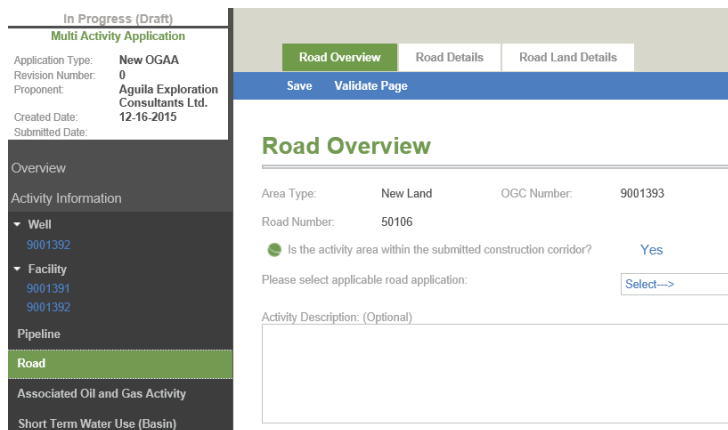 In Progress (Draft)
Multi Activity Application
Application Type: New OGAA
Revision Number: 0
Proponent: Aguila Exploration
Consultants Ltd.
Created Date: 12-16-2015
Submitted Date:
Overview
Activity Information
Well
9001392
Facility
9001391
9001392
Pipeline
Road
Associated Oil and Gas Activity
Short Term Water Use (Basin)
Road Overview Road Details Road Land Details
Save Validate Page
Road Overview
Area Type: New Land OGC Number: 9001393
Road Number: 50106
Is the activity area within the submitted construction corridor? Yes
Please select applicable road application: Select--->
Activity Description: (Optional)